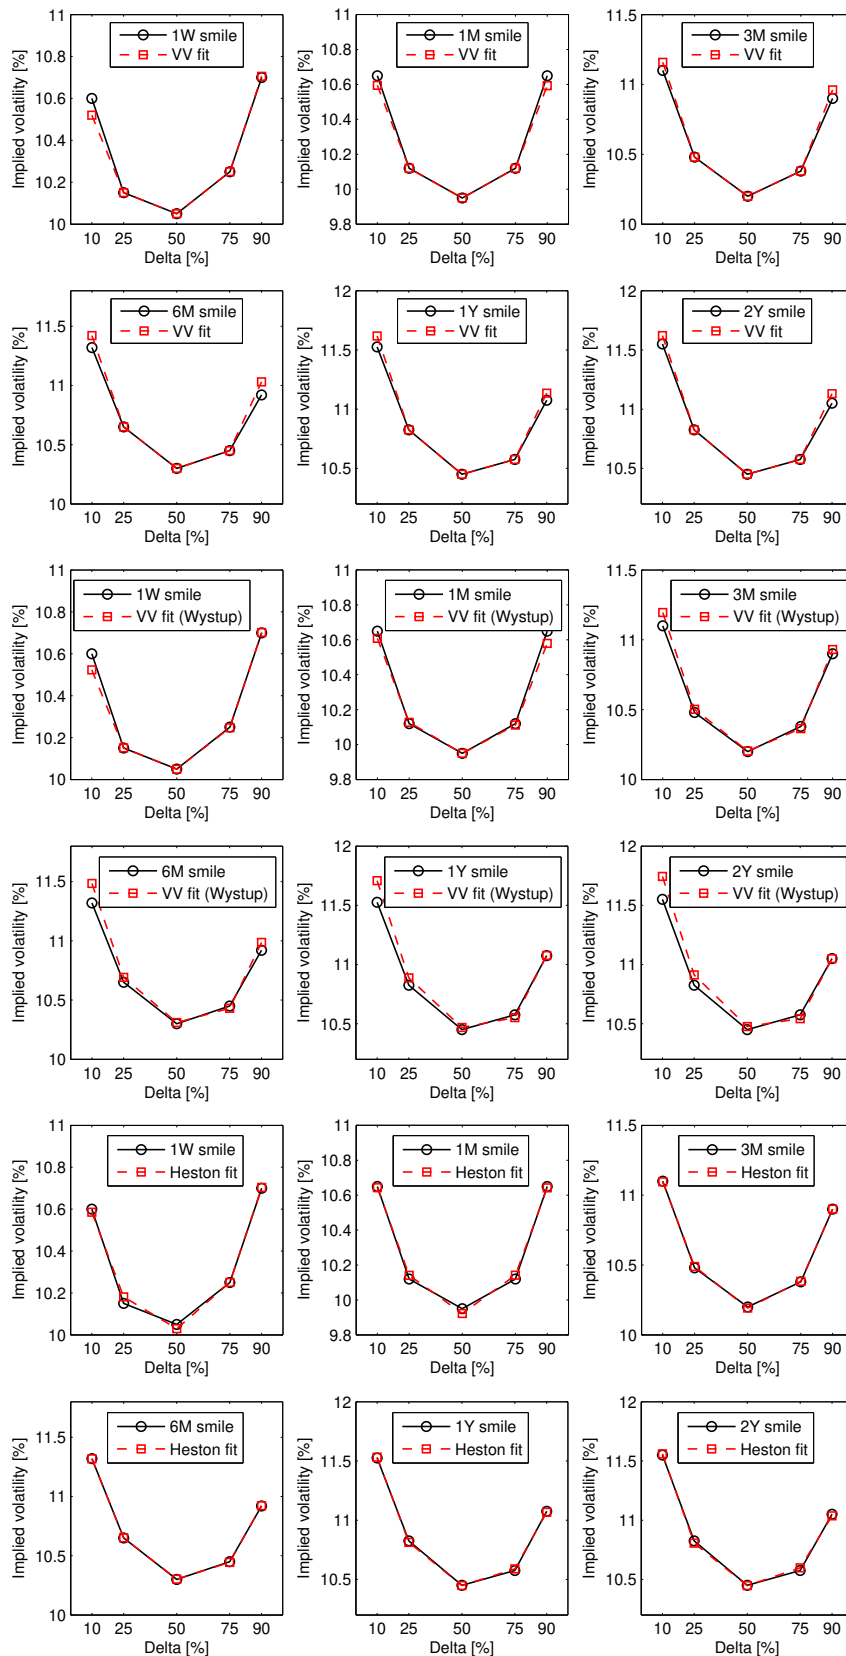 11
10.8
10.6
10.4
10.2
10
Implied volatility [%]
1W smile
VV fit
10 25 50 75 90
Delta [%]
11
10.8
10.6
10.4
10.2
10
9.8
Implied volatility [%]
1M smile
VV fit
10 25 50 75 90
Delta [%]
11.5
11
10.5
10
Implied volatility [%]
3M smile
VV fit
10 25 50 75 90
Delta [%]
11.5
11
10.5
10
Implied volatility [%]
6M smile
VV fit
10 25 50 75 90
Delta [%]
12
11.5
11
10.5
Implied volatility [%]
1Y smile
VV fit
10 25 50 75 90
Delta [%]
12
11.5
11
10.5
Implied volatility [%]
2Y smile
VV fit
10 25 50 75 90
Delta [%]
11
10.8
10.6
10.4
10.2
10
Implied volatility [%]
1W smile
VV fit (Wystup)
10 25 50 75 90
Delta [%]
11
10.8
10.6
10.4
10.2
10
9.8
Implied volatility [%]
1M smile
VV fit (Wystup)
10 25 50 75 90
Delta [%]
11.5
11
10.5
10
Implied volatility [%]
3M smile
VV fit (Wystup)
10 25 50 75 90
Delta [%]
11.5
11
10.5
10
Implied volatility [%]
6M smile
VV fit (Wystup)
10 25 50 75 90
Delta [%]
12
11.5
11
10.5
Implied volatility [%]
1Y smile
VV fit (Wystup)
10 25 50 75 90
Delta [%]
12
11.5
11
10.5
Implied volatility [%]
2Y smile
VV fit (Wystup)
10 25 50 75 90
Delta [%]
11
10.8
10.6
10.4
10.2
10
Implied volatility [%]
1W smile
Heston fit
10 25 50 75 90
Delta [%]
11
10.8
10.6
10.4
10.2
10
9.8
Implied volatility [%]
1M smile
Heston fit
10 25 50 75 90
Delta [%]
11.5
11
10.5
10
Implied volatility [%]
3M smile
Heston fit
10 25 50 75 90
Delta [%]
11.5
11
10.5
10
Implied volatility [%]
6M smile
Heston fit
10 25 50 75 90
Delta [%]
12
11.5
11
10.5
Implied volatility [%]
1Y smile
Heston fit
10 25 50 75 90
Delta [%]
12
11.5
11
10.5
Implied volatility [%]
2Y smile
Heston fit
10 25 50 75 90
Delta [%]